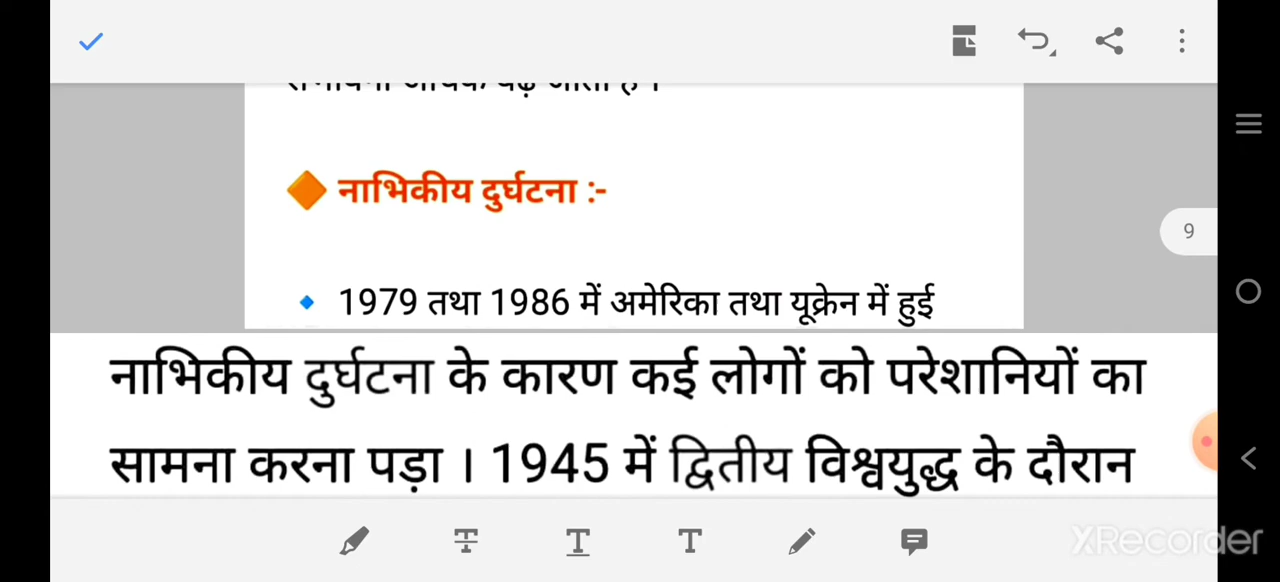 नाभिकीय दुर्घटना :-
9
1979 तथा 1986 में अमेरिका तथा यूक्रेन में हुई
नाभिकीय दुर्घटना के कारण कई लोगों को परेशानियों का
सामना करना पड़ा । 1945 में द्वितीय विश्वयुद्ध के दौरान
XRecorder